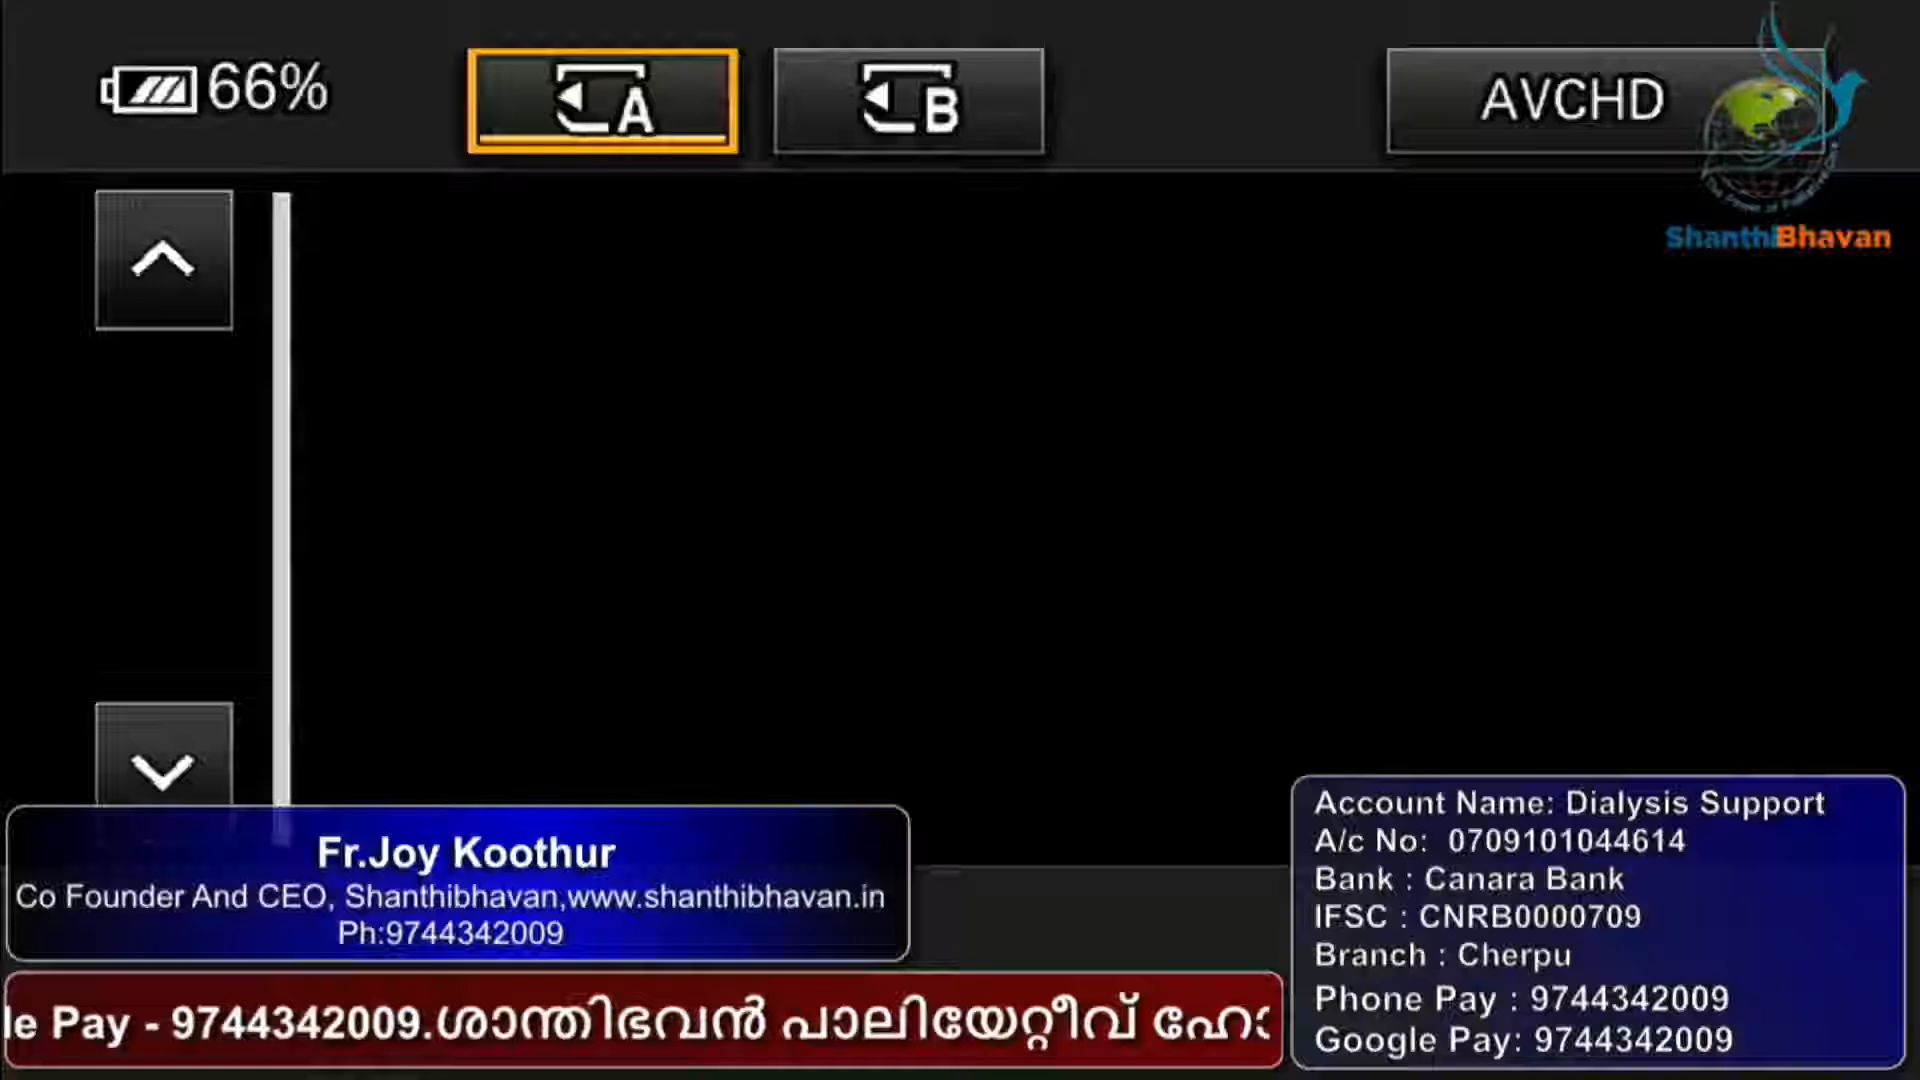 66%
A
B
AVCHD
ShanthiBhavan
Fr.Joy Koothur
Co Founder And CEO, Shanthibhavan,www.shanthibhavan.in
Ph:9744342009
le Pay - 9744342009.ശാന്തിഭവൻ പാലിയേറ്റീവ് ഹോ
Account Name: Dialysis Support
A/c No: 0709101044614
Bank : Canara Bank
IFSC : CNRB0000709
Branch : Cherpu
Phone Pay : 9744342009
Google Pay: 9744342009